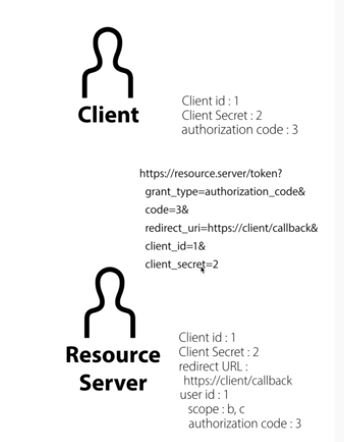 Client
Client id : 1
Client Secret : 2
authorization code : 3
https://resource.server/token?
grant_type=authorization_code&
code=3&
redirect_uri=https://client/callback&
client_id=1&
client_secret=2
Resource
Server
Client id : 1
Client Secret : 2
redirect URL :
https://client/callback
user id : 1
scope : b, c
authorization code : 3